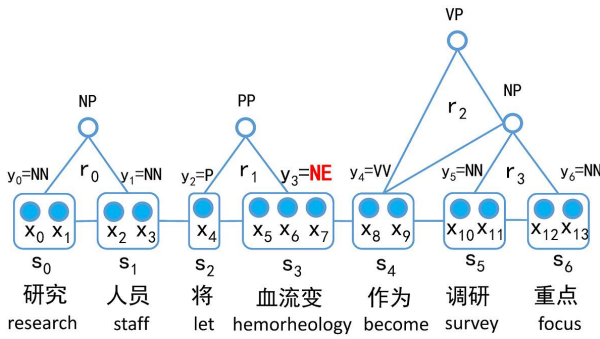 VP
NP
NP PP
r₂
y₀=NN r₀ y₁=NN y₂=P r₁ y₃=NE y₄=VV y₅=NN r₃ y₆=NN
x₀ x₁ x₂ x₃ x₄ x₅ x₆ x₇ x₈ x₉ x₁₀ x₁₁ x₁₂ x₁₃
s₀ s₁ s₂ s₃ s₄ s₅ s₆
研究 人员 将 血流变 作为 调研 重点
research staff let hemorheology become survey focus